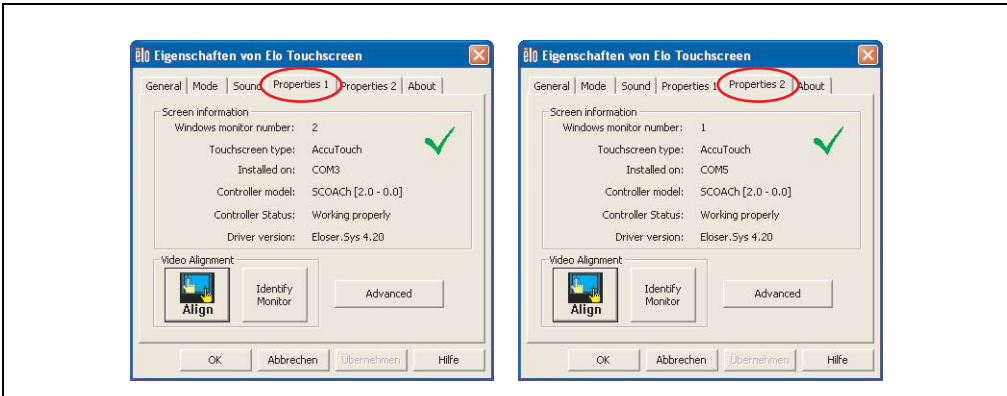 elo Eigenschaften von Elo Touchscreen
General Mode Sound Properties 1 Properties 2 About
Screen information
Windows monitor number: 2
Touchscreen type: AccuTouch
Installed on: COM3
Controller model: SCOACh [2.0 - 0.0]
Controller Status: Working properly
Driver version: Eloser.Sys 4.20
Video Alignment
Align
Identify
Monitor
Advanced
OK Abbrechen Übernehmen Hilfe
elo Eigenschaften von Elo Touchscreen
General Mode Sound Properties 1 Properties 2 About
Screen information
Windows monitor number: 1
Touchscreen type: AccuTouch
Installed on: COM5
Controller model: SCOACh [2.0 - 0.0]
Controller Status: Working properly
Driver version: Eloser.Sys 4.20
Video Alignment
Align
Identify
Monitor
Advanced
OK Abbrechen Übernehmen Hilfe